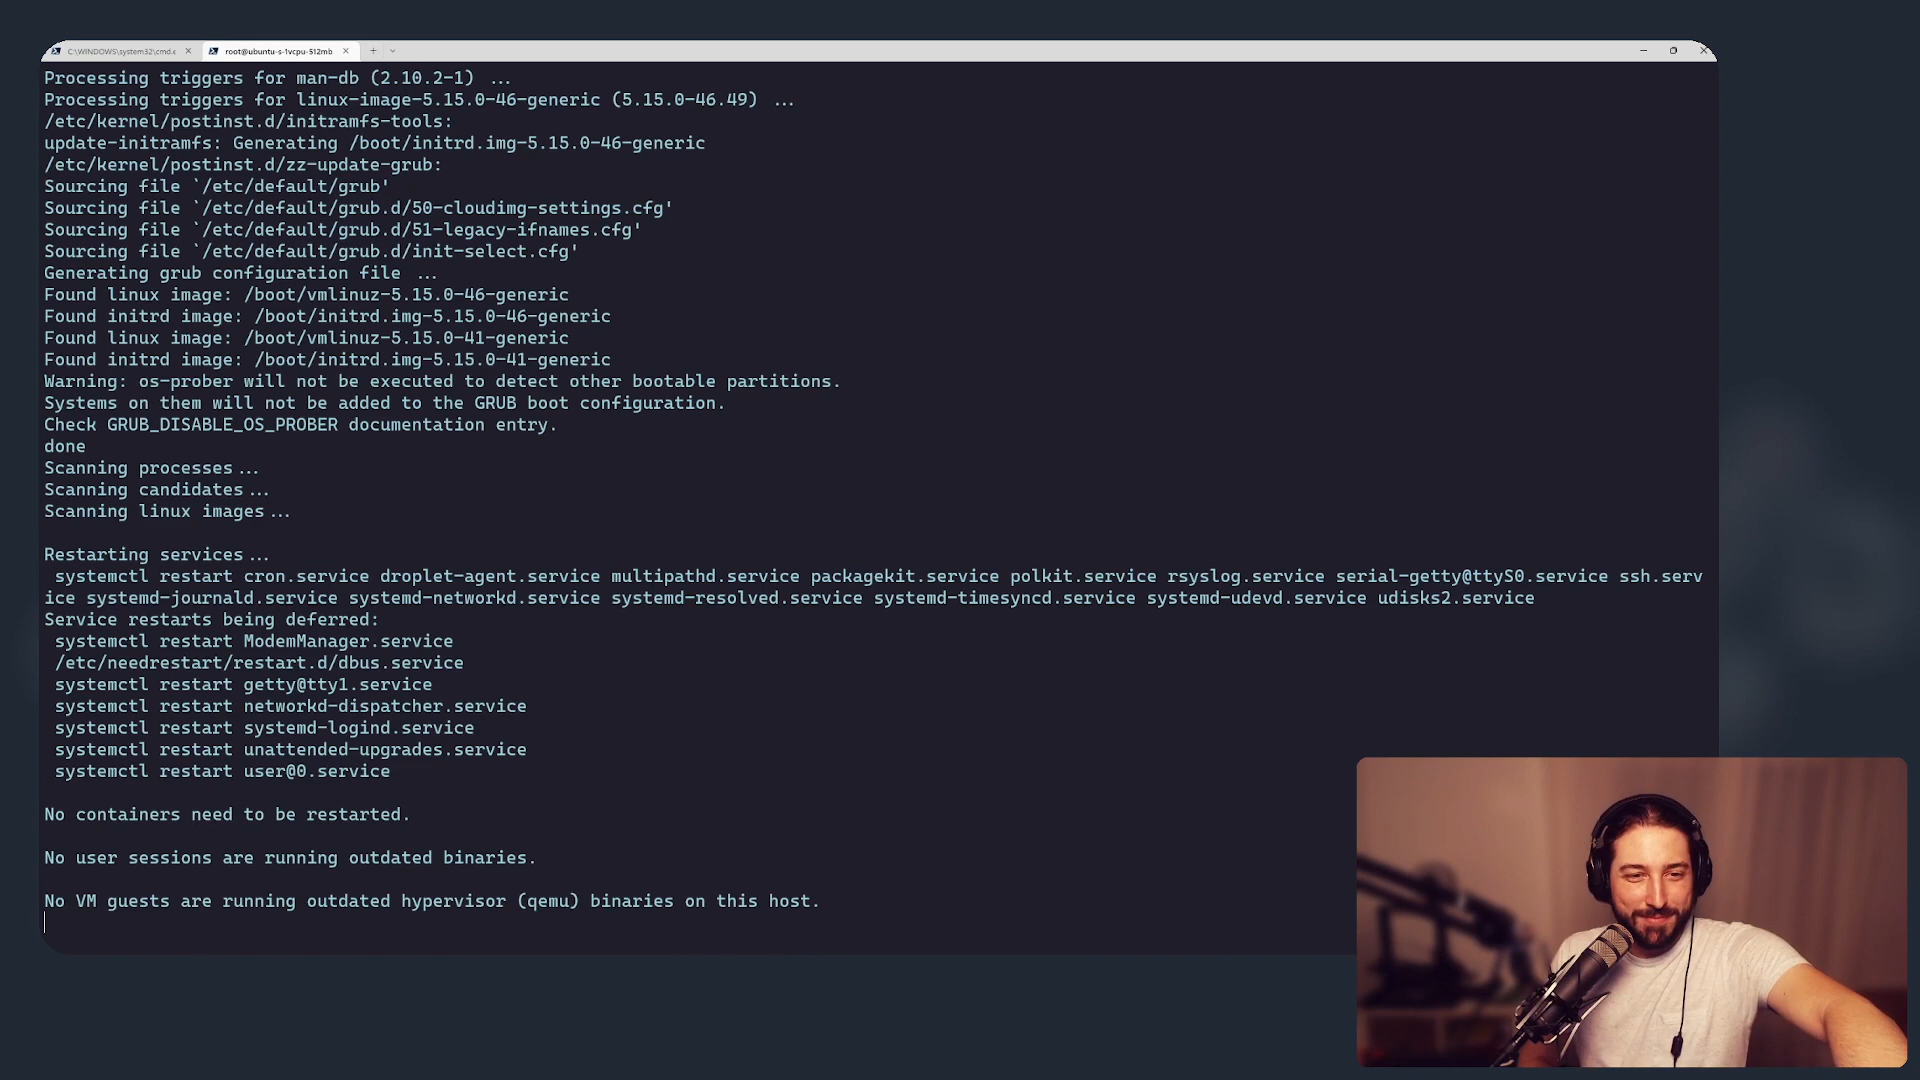 C:\WINDOWS\system32\cmd.e
root@ubuntu-s-1vcpu-512mb
Processing triggers for man-db (2.10.2-1) ...
Processing triggers for linux-image-5.15.0-46-generic (5.15.0-46.49) ...
/etc/kernel/postinst.d/initramfs-tools:
update-initramfs: Generating /boot/initrd.img-5.15.0-46-generic
/etc/kernel/postinst.d/zz-update-grub:
Sourcing file `/etc/default/grub'
Sourcing file `/etc/default/grub.d/50-cloudimg-settings.cfg'
Sourcing file `/etc/default/grub.d/51-legacy-ifnames.cfg'
Sourcing file `/etc/default/grub.d/init-select.cfg'
Generating grub configuration file ...
Found linux image: /boot/vmlinuz-5.15.0-46-generic
Found initrd image: /boot/initrd.img-5.15.0-46-generic
Found linux image: /boot/vmlinuz-5.15.0-41-generic
Found initrd image: /boot/initrd.img-5.15.0-41-generic
Warning: os-prober will not be executed to detect other bootable partitions.
Systems on them will not be added to the GRUB boot configuration.
Check GRUB_DISABLE_OS_PROBER documentation entry.
done
Scanning processes...
Scanning candidates...
Scanning linux images...
Restarting services...
systemctl restart cron.service droplet-agent.service multipathd.service packagekit.service polkit.service rsyslog.service serial-getty@ttyS0.service ssh.serv
ice systemd-journald.service systemd-networkd.service systemd-resolved.service systemd-timesyncd.service systemd-udevd.service udisks2.service
Service restarts being deferred:
systemctl restart ModemManager.service
/etc/needrestart/restart.d/dbus.service
systemctl restart getty@tty1.service
systemctl restart networkd-dispatcher.service
systemctl restart systemd-logind.service
systemctl restart unattended-upgrades.service
systemctl restart user@0.service
No containers need to be restarted.
No user sessions are running outdated binaries.
No VM guests are running outdated hypervisor (qemu) binaries on this host.